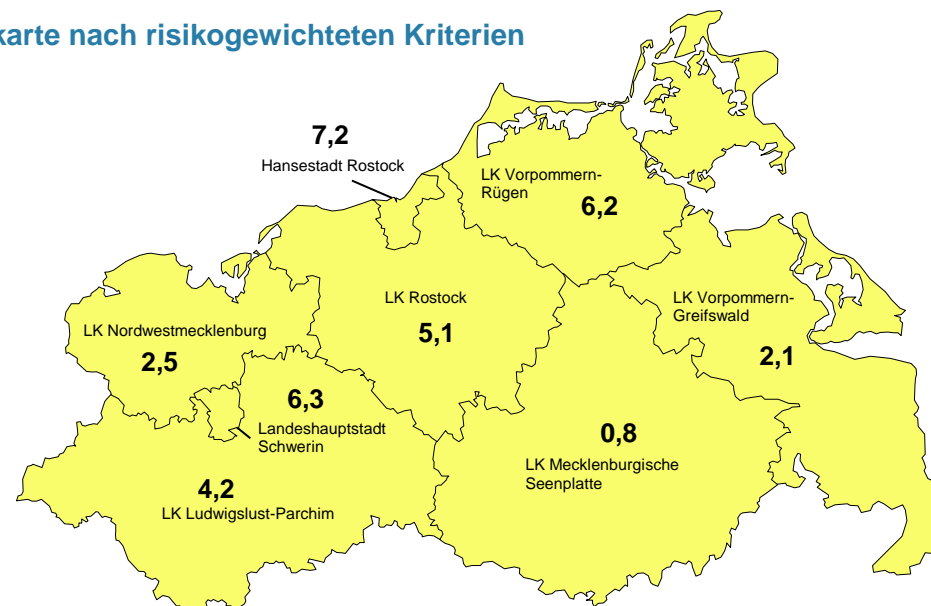 karte nach risikogewichteten Kriterien
7,2
Hansestadt Rostock
LK Vorpommern-
Rügen
6,2
LK Rostock
5,1
LK Vorpommern-
Greifswald
2,1
LK Nordwestmecklenburg
2,5
6,3
Landeshauptstadt
Schwerin
0,8
LK Mecklenburgische
Seenplatte
4,2
LK Ludwigslust-Parchim